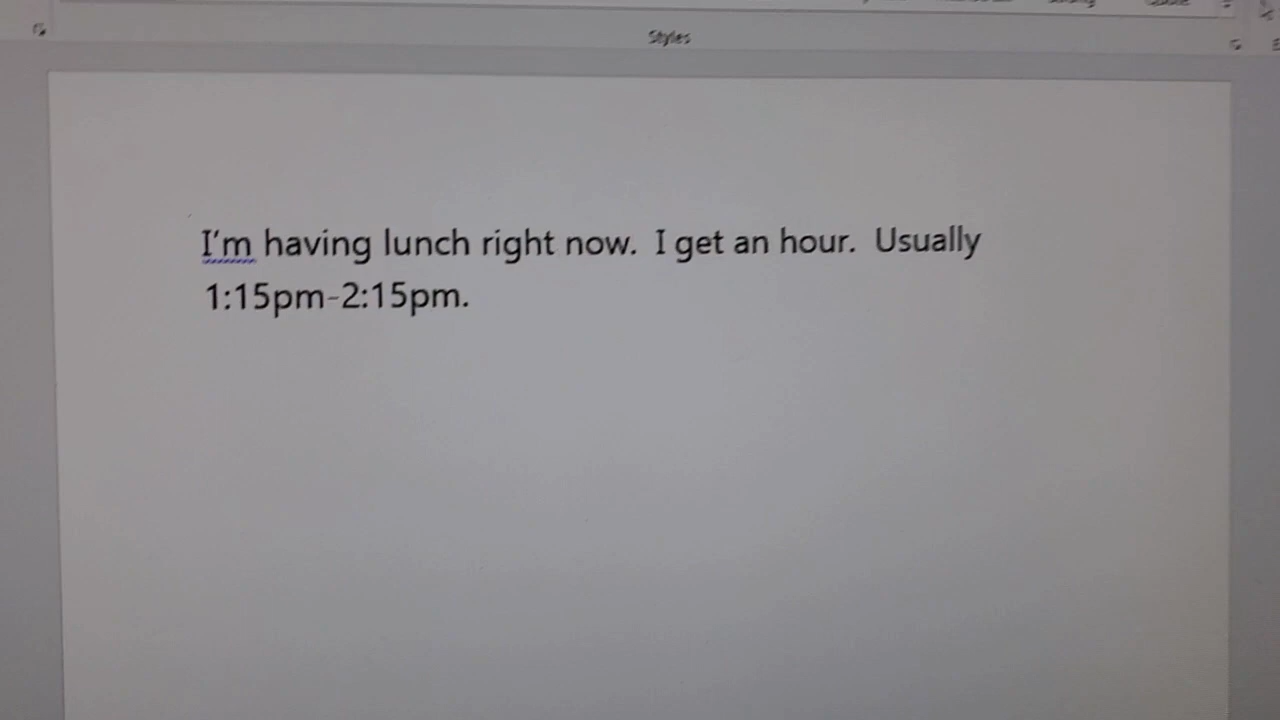 Styles
I'm having lunch right now.  I get an hour.  Usually
1:15pm-2:15pm.